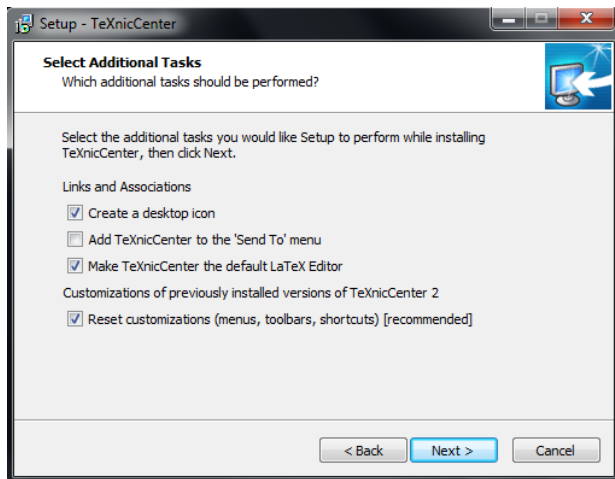 Setup - TeXnicCenter
Select Additional Tasks
Which additional tasks should be performed?
Select the additional tasks you would like Setup to perform while installing
TeXnicCenter, then click Next.
Links and Associations
Create a desktop icon
Add TeXnicCenter to the 'Send To' menu
Make TeXnicCenter the default LaTeX Editor
Customizations of previously installed versions of TeXnicCenter 2
Reset customizations (menus, toolbars, shortcuts) [recommended]
< Back Next > Cancel